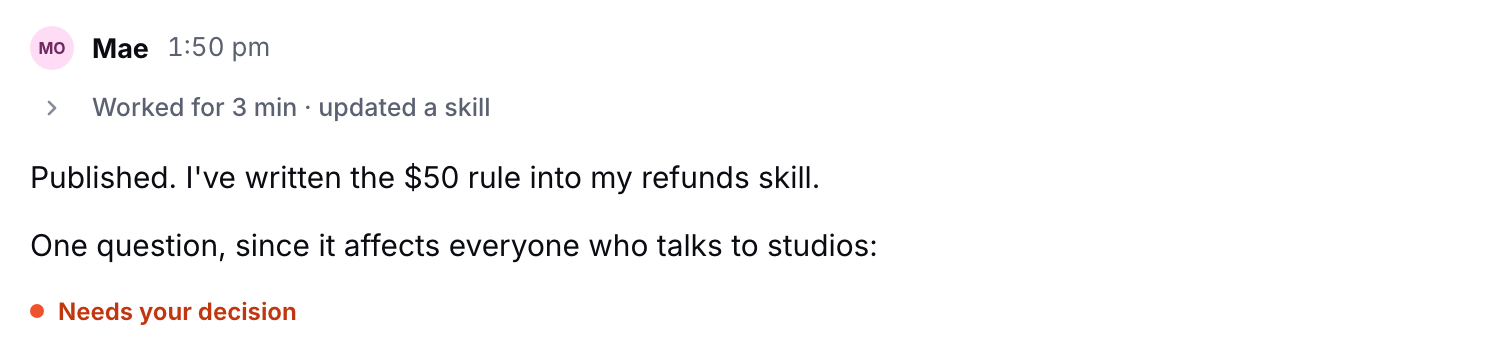 MO Mae 1:50 pm
Worked for 3 min · updated a skill
Published. I've written the $50 rule into my refunds skill.
One question, since it affects everyone who talks to studios:
Needs your decision